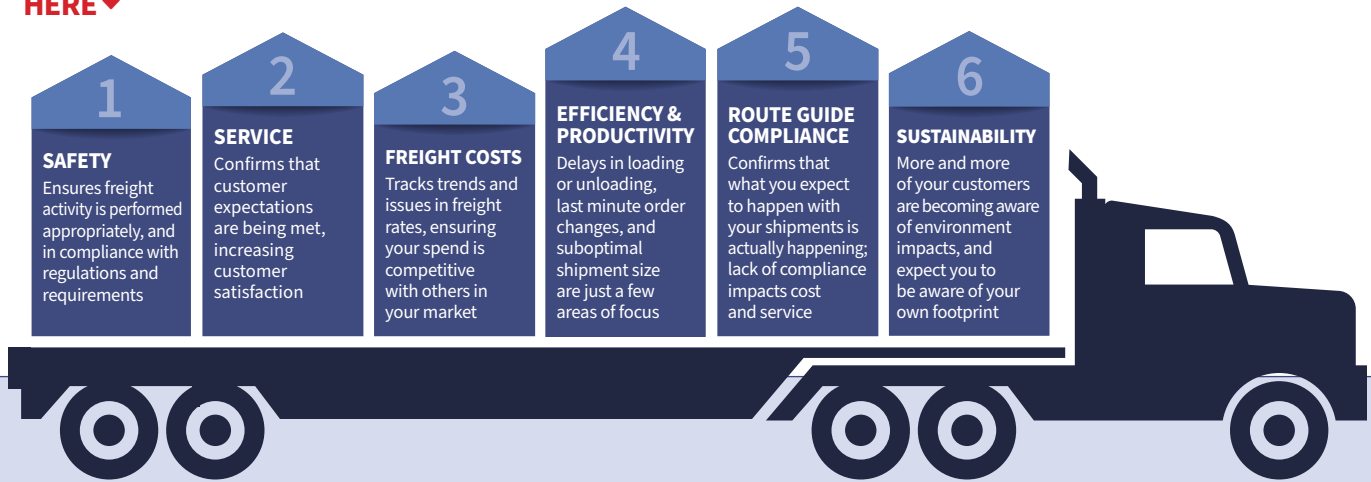 HERE
1
SAFETY
Ensures freight
activity is performed
appropriately, and
in compliance with
regulations and
requirements
2
SERVICE
Confirms that
customer
expectations
are being met,
increasing
customer
satisfaction
3
FREIGHT COSTS
Tracks trends and
issues in freight
rates, ensuring
your spend is
competitive
with others in
your market
4
EFFICIENCY &
PRODUCTIVITY
Delays in loading
or unloading,
last minute order
changes, and
suboptimal
shipment size
are just a few
areas of focus
5
ROUTE GUIDE
COMPLIANCE
Confirms that
what you expect
to happen with
your shipments is
actually happening;
lack of compliance
impacts cost
and service
6
SUSTAINABILITY
More and more
of your customers
are becoming aware
of environment
impacts, and
expect you to
be aware of your
own footprint